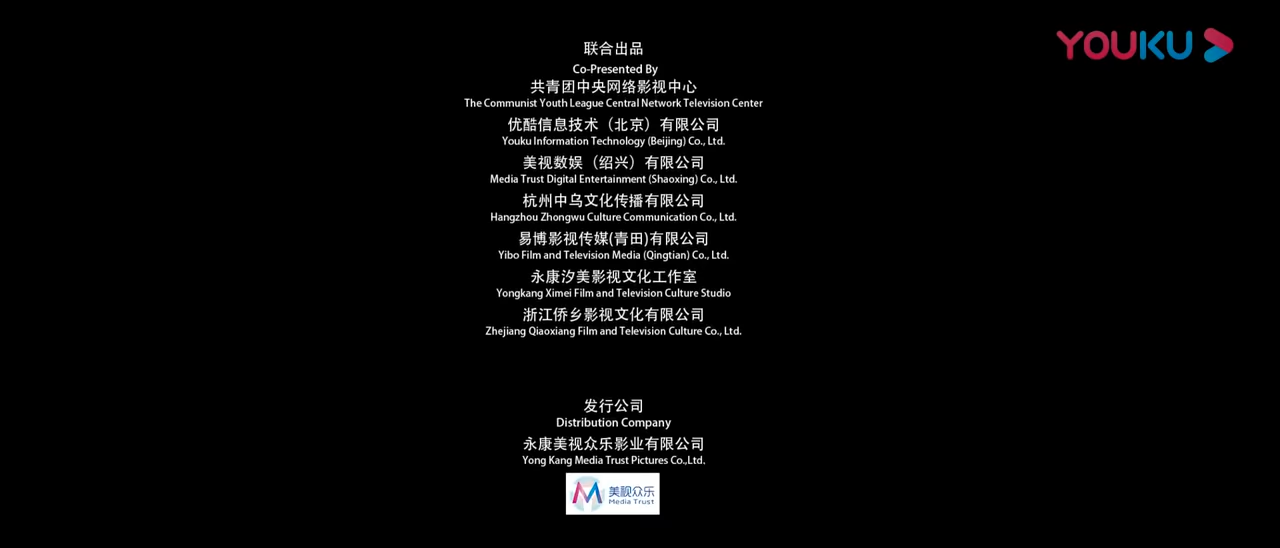 YOUKU
联合出品
Co-Presented By
共青团中央网络影视中心
The Communist Youth League Central Network Television Center
优酷信息技术（北京）有限公司
Youku Information Technology (Beijing) Co., Ltd.
美视数娱（绍兴）有限公司
Media Trust Digital Entertainment (Shaoxing) Co., Ltd.
杭州中乌文化传播有限公司
Hangzhou Zhongwu Culture Communication Co., Ltd.
易博影视传媒(青田)有限公司
Yibo Film and Television Media (Qingtian) Co., Ltd.
永康汐美影视文化工作室
Yongkang Ximei Film and Television Culture Studio
浙江侨乡影视文化有限公司
Zhejiang Qiaoxiang Film and Television Culture Co., Ltd.
发行公司
Distribution Company
永康美视众乐影业有限公司
Yong Kang Media Trust Pictures Co.,Ltd.
美视众乐
Media Trust